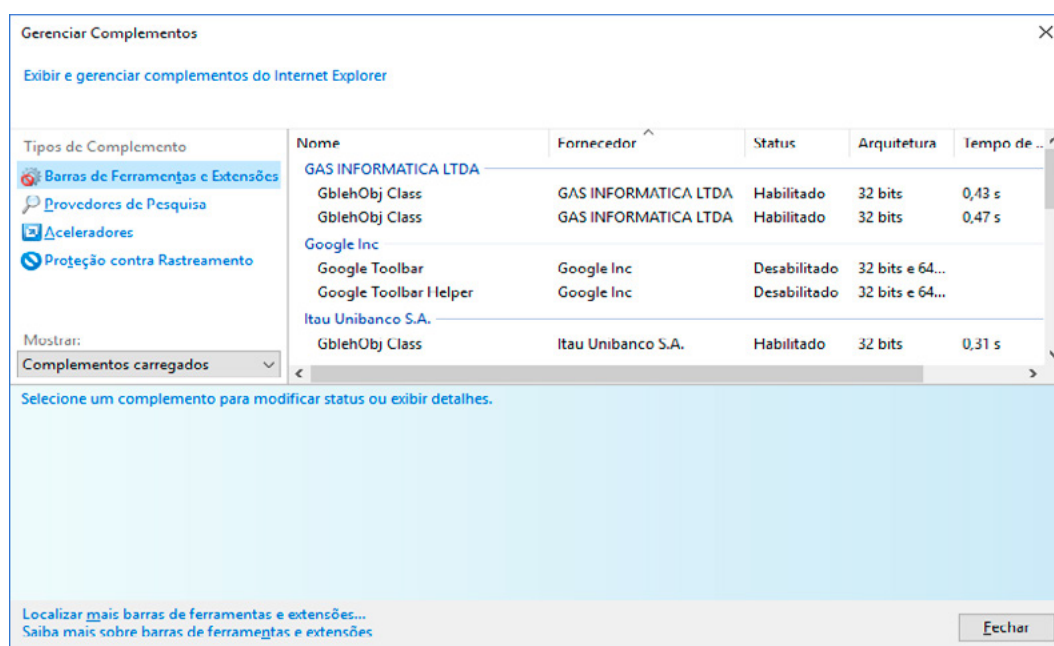 Gerenciar Complementos
Exibir e gerenciar complementos do Internet Explorer
Tipos de Complemento
Barras de Ferramentas e Extensões
Provedores de Pesquisa
Aceleradores
Proteção contra Rastreamento
Mostrar:
Complementos carregados
Nome Fornecedor Status Arquitetura Tempo de ...
GAS INFORMATICA LTDA
GbIehObj Class GAS INFORMATICA LTDA Habilitado 32 bits 0,43 s
GbIehObj Class GAS INFORMATICA LTDA Habilitado 32 bits 0,47 s
Google Inc
Google Toolbar Google Inc Desabilitado 32 bits e 64...
Google Toolbar Helper Google Inc Desabilitado 32 bits e 64...
Itau Unibanco S.A.
GbIehObj Class Itau Unibanco S.A. Habilitado 32 bits 0,31 s
Selecione um complemento para modificar status ou exibir detalhes.
Localizar mais barras de ferramentas e extensões...
Saiba mais sobre barras de ferramentas e extensões
Fechar